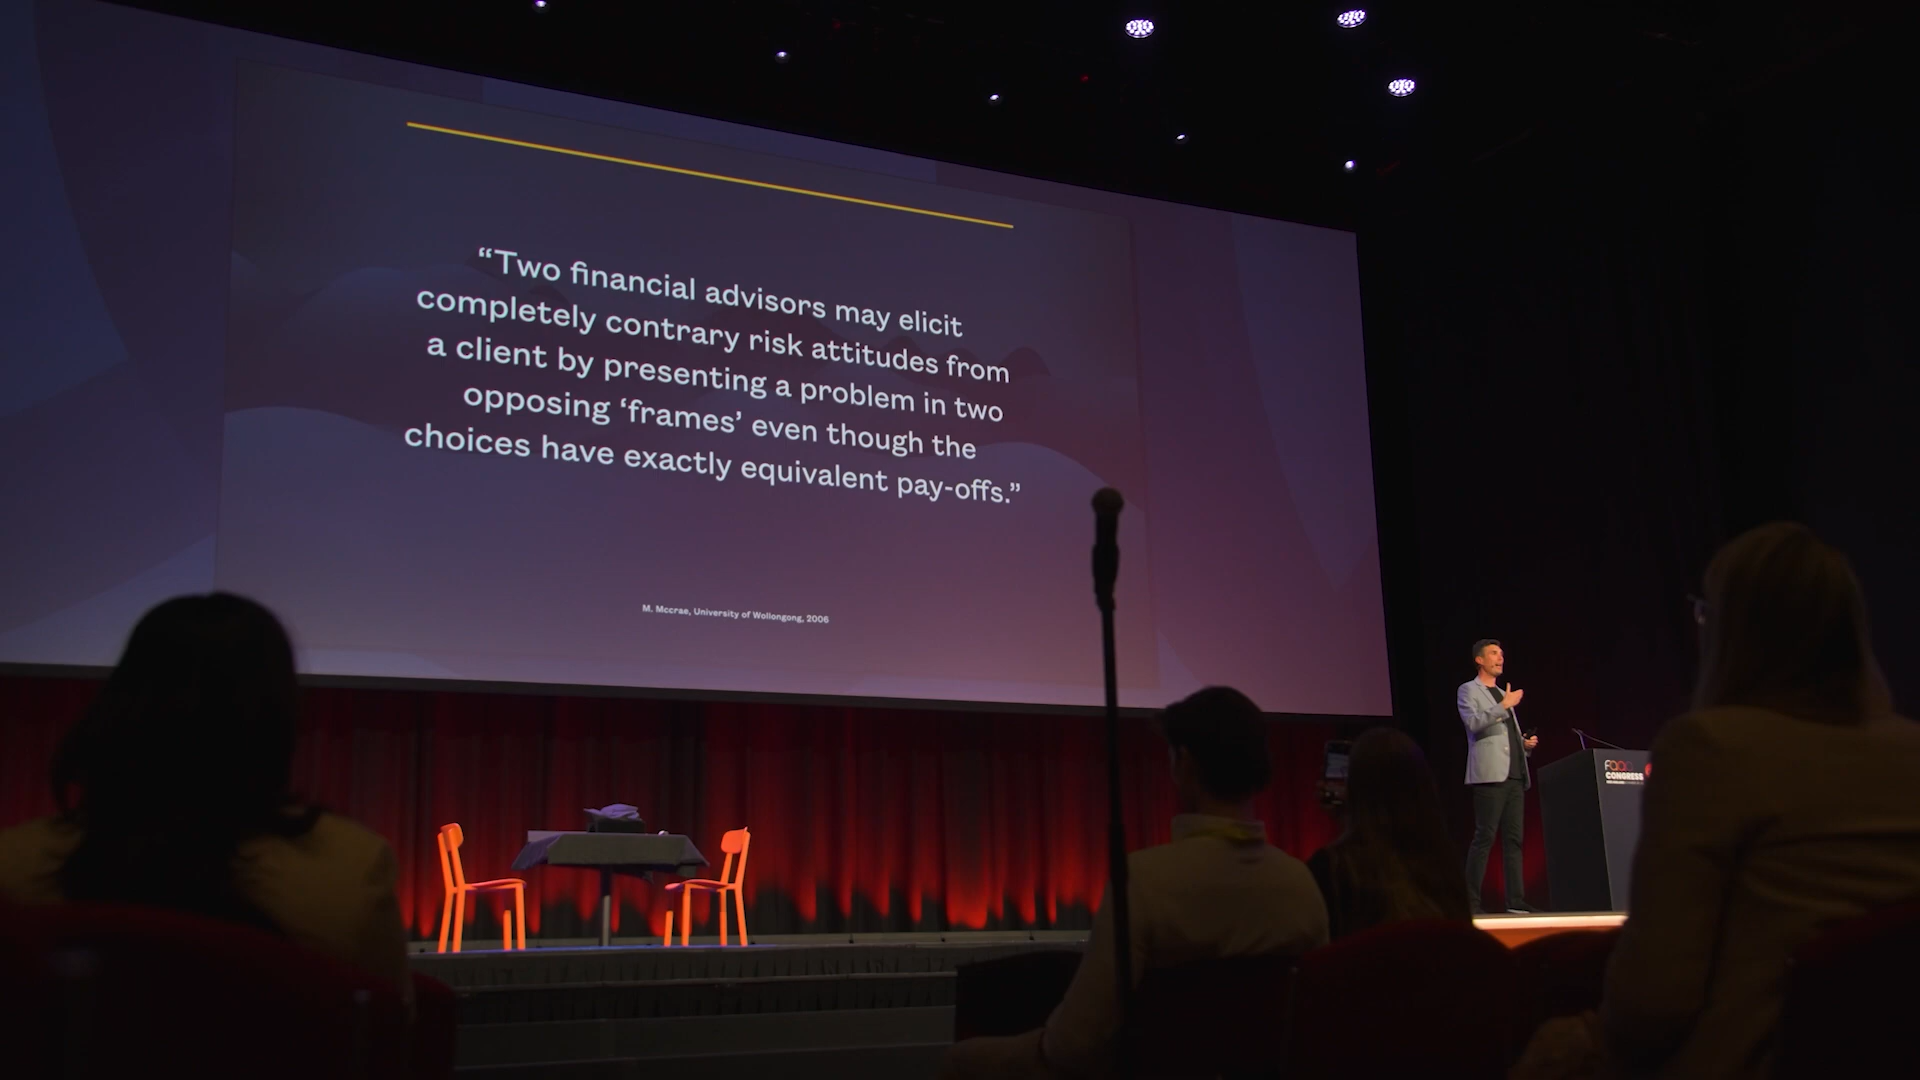 “Two financial advisors may elicit
completely contrary risk attitudes from
a client by presenting a problem in two
opposing ‘frames’ even though the
choices have exactly equivalent pay-offs.”
M. Mccrae, University of Wollongong, 2006
CONGRESS